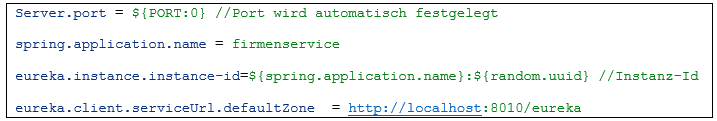 Server.port = ${PORT:0} //Port wird automatisch festgelegt
spring.application.name = firmenservice
eureka.instance.instance-id=${spring.application.name}:${random.uuid} //Instanz-Id
eureka.client.serviceUrl.defaultZone = http://localhost:8010/eureka